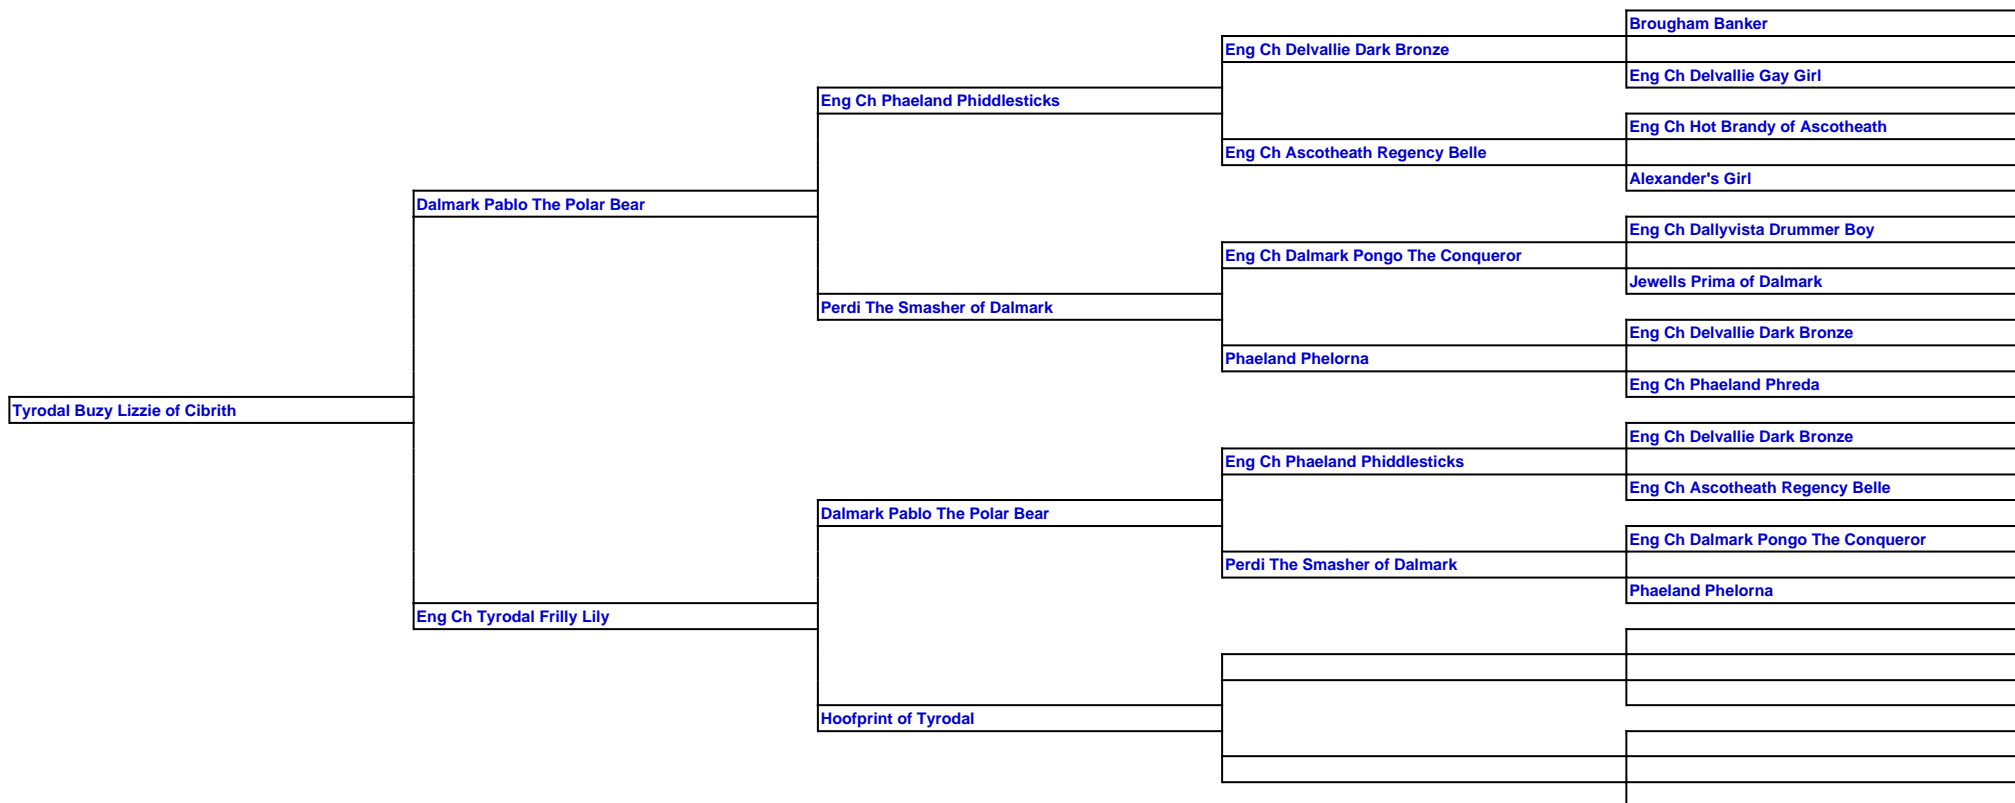 Brougham Banker
Eng Ch Delvallie Dark Bronze
Eng Ch Delvallie Gay Girl
Eng Ch Phaeland Phiddlesticks
Eng Ch Hot Brandy of Ascotheath
Eng Ch Ascotheath Regency Belle
Alexander's Girl
Dalmark Pablo The Polar Bear
Eng Ch Dallyvista Drummer Boy
Eng Ch Dalmark Pongo The Conqueror
Jewells Prima of Dalmark
Perdi The Smasher of Dalmark
Eng Ch Delvallie Dark Bronze
Phaeland Phelorna
Eng Ch Phaeland Phreda
Tyrodal Buzy Lizzie of Cibrith
Eng Ch Delvallie Dark Bronze
Eng Ch Phaeland Phiddlesticks
Eng Ch Ascotheath Regency Belle
Dalmark Pablo The Polar Bear
Eng Ch Dalmark Pongo The Conqueror
Perdi The Smasher of Dalmark
Phaeland Phelorna
Eng Ch Tyrodal Frilly Lily
Hoofprint of Tyrodal